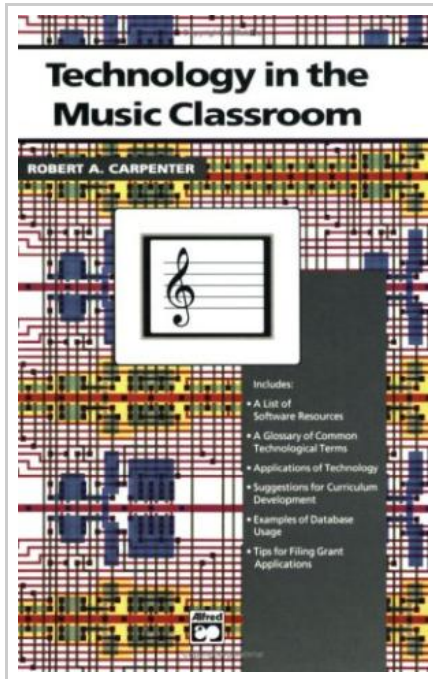 Technology in the
Music Classroom
ROBERT A. CARPENTER
Includes:
• A List of
Software Resources
• A Glossary of Common
Technological Terms
• Applications of Technology
• Suggestions for Curriculum
Development
• Examples of Database
Usage
• Tips for Filing Grant
Applications
Alfred